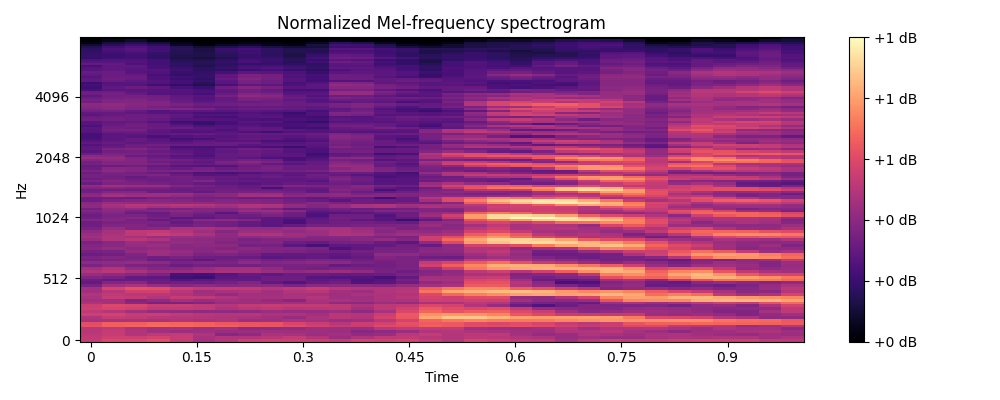 Normalized Mel-frequency spectrogram
Hz
4096
2048
1024
512
0
0 0.15 0.3 0.45 0.6 0.75 0.9
Time
+1 dB
+1 dB
+1 dB
+0 dB
+0 dB
+0 dB